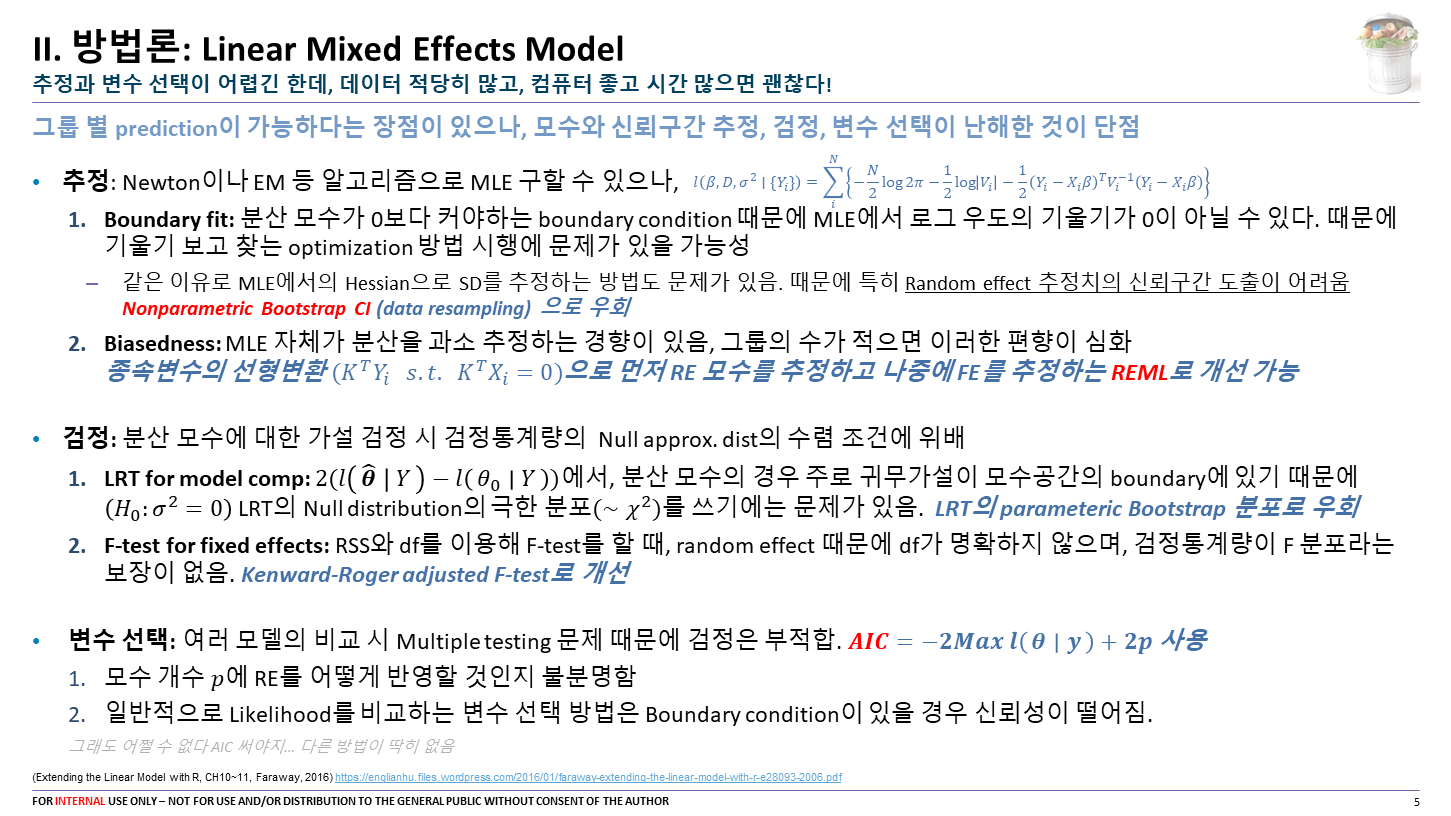 II. 방법론: Linear Mixed Effects Model
추정과 변수 선택이 어렵긴 한데, 데이터 적당히 많고, 컴퓨터 좋고 시간 많으면 괜찮다!
그룹 별 prediction이 가능하다는 장점이 있으나, 모수와 신뢰구간 추정, 검정, 변수 선택이 난해한 것이 단점
• 추정: Newton이나 EM 등 알고리즘으로 MLE 구할 수 있으나, $l(\beta, D, \sigma^2 \mid \{Y_i\}) = \sum_i^N \left\{-\frac{N}{2}\log 2\pi - \frac{1}{2}\log|V_i| - \frac{1}{2}(Y_i - X_i\beta)^T V_i^{-1}(Y_i - X_i\beta)\right\}$
1. Boundary fit: 분산 모수가 0보다 커야하는 boundary condition 때문에 MLE에서 로그 우도의 기울기가 0이 아닐 수 있다. 때문에
기울기 보고 찾는 optimization 방법 시행에 문제가 있을 가능성
– 같은 이유로 MLE에서의 Hessian으로 SD를 추정하는 방법도 문제가 있음. 때문에 특히 Random effect 추정치의 신뢰구간 도출이 어려움
Nonparametric Bootstrap CI (data resampling) 으로 우회
2. Biasedness: MLE 자체가 분산을 과소 추정하는 경향이 있음, 그룹의 수가 적으면 이러한 편향이 심화
종속변수의 선형변환 $(K^T Y_i \;\; s.t. \;\; K^T X_i = 0)$으로 먼저 RE 모수를 추정하고 나중에 FE를 추정하는 REML로 개선 가능
• 검정: 분산 모수에 대한 가설 검정 시 검정통계량의 Null approx. dist의 수렴 조건에 위배
1. LRT for model comp: $2(l(\hat{\boldsymbol{\theta}} \mid Y) - l(\theta_0 \mid Y))$에서, 분산 모수의 경우 주로 귀무가설이 모수공간의 boundary에 있기 때문에
$(H_0: \sigma^2 = 0)$ LRT의 Null distribution의 극한 분포$(\sim \chi^2)$를 쓰기에는 문제가 있음. LRT의 parameteric Bootstrap 분포로 우회
2. F-test for fixed effects: RSS와 df를 이용해 F-test를 할 때, random effect 때문에 df가 명확하지 않으며, 검정통계량이 F 분포라는
보장이 없음. Kenward-Roger adjusted F-test로 개선
• 변수 선택: 여러 모델의 비교 시 Multiple testing 문제 때문에 검정은 부적합. $AIC = -2Max\, l(\theta \mid y) + 2p$ 사용
1. 모수 개수 $p$에 RE를 어떻게 반영할 것인지 불분명함
2. 일반적으로 Likelihood를 비교하는 변수 선택 방법은 Boundary condition이 있을 경우 신뢰성이 떨어짐.
그래도 어쩔 수 없다 AIC 써야지... 다른 방법이 딱히 없음
(Extending the Linear Model with R, CH10~11, Faraway, 2016) https://englianhu.files.wordpress.com/2016/01/faraway-extending-the-linear-model-with-r-e28093-2006.pdf
FOR INTERNAL USE ONLY – NOT FOR USE AND/OR DISTRIBUTION TO THE GENERAL PUBLIC WITHOUT CONSENT OF THE AUTHOR
5